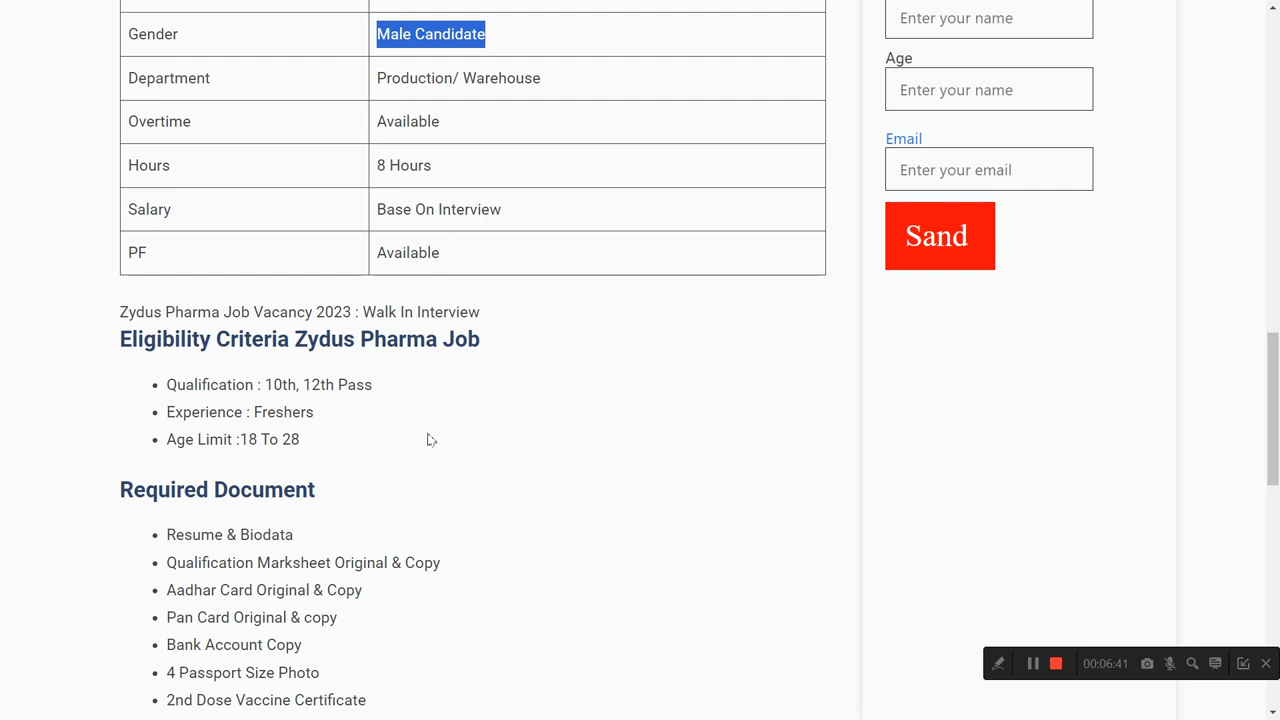 Gender Male Candidate
Department Production/ Warehouse
Overtime Available
Hours 8 Hours
Salary Base On Interview
PF Available
Zydus Pharma Job Vacancy 2023 : Walk In Interview
Eligibility Criteria Zydus Pharma Job
Qualification : 10th, 12th Pass
Experience : Freshers
Age Limit :18 To 28
Required Document
Resume & Biodata
Qualification Marksheet Original & Copy
Aadhar Card Original & Copy
Pan Card Original & copy
Bank Account Copy
4 Passport Size Photo
2nd Dose Vaccine Certificate
Enter your name
Age
Enter your name
Email
Enter your email
Sand
00:06:41